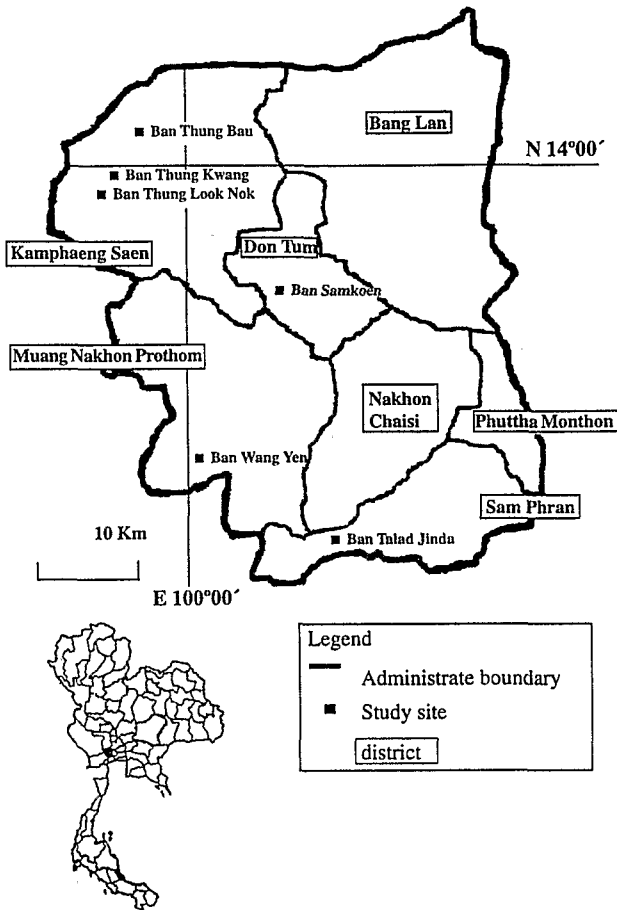 Ban Thung Bau
Bang Lan
N 14°00´
Ban Thung Kwang
Ban Thung Look Nok
Kamphaeng Saen
Don Tum
Ban Samkoen
Muang Nakhon Prothom
Nakhon
Chaisi
Phuttha Monthon
Ban Wang Yen
Sam Phran
10 Km
Ban Talad Jinda
E 100°00´
Legend
Administrate boundary
Study site
district